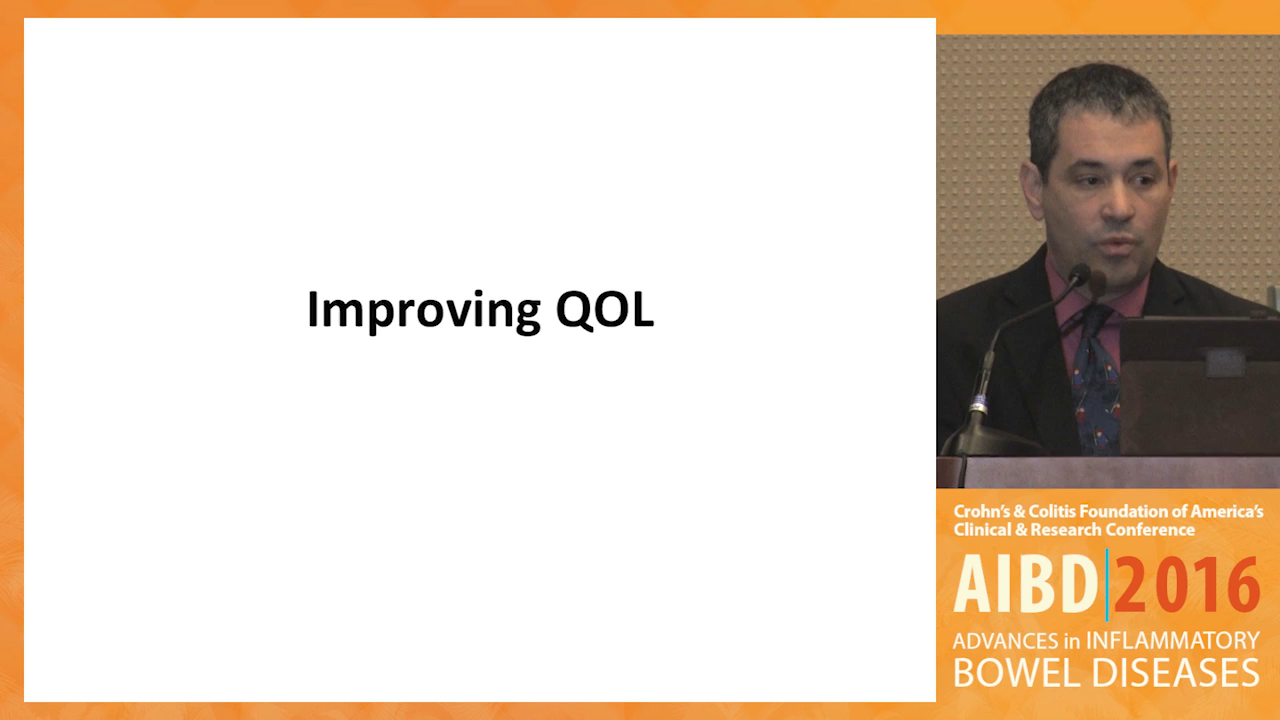 Improving QOL
Crohn's & Colitis Foundation of America's
Clinical & Research Conference
AIBD|2016
ADVANCES in INFLAMMATORY
BOWEL DISEASES